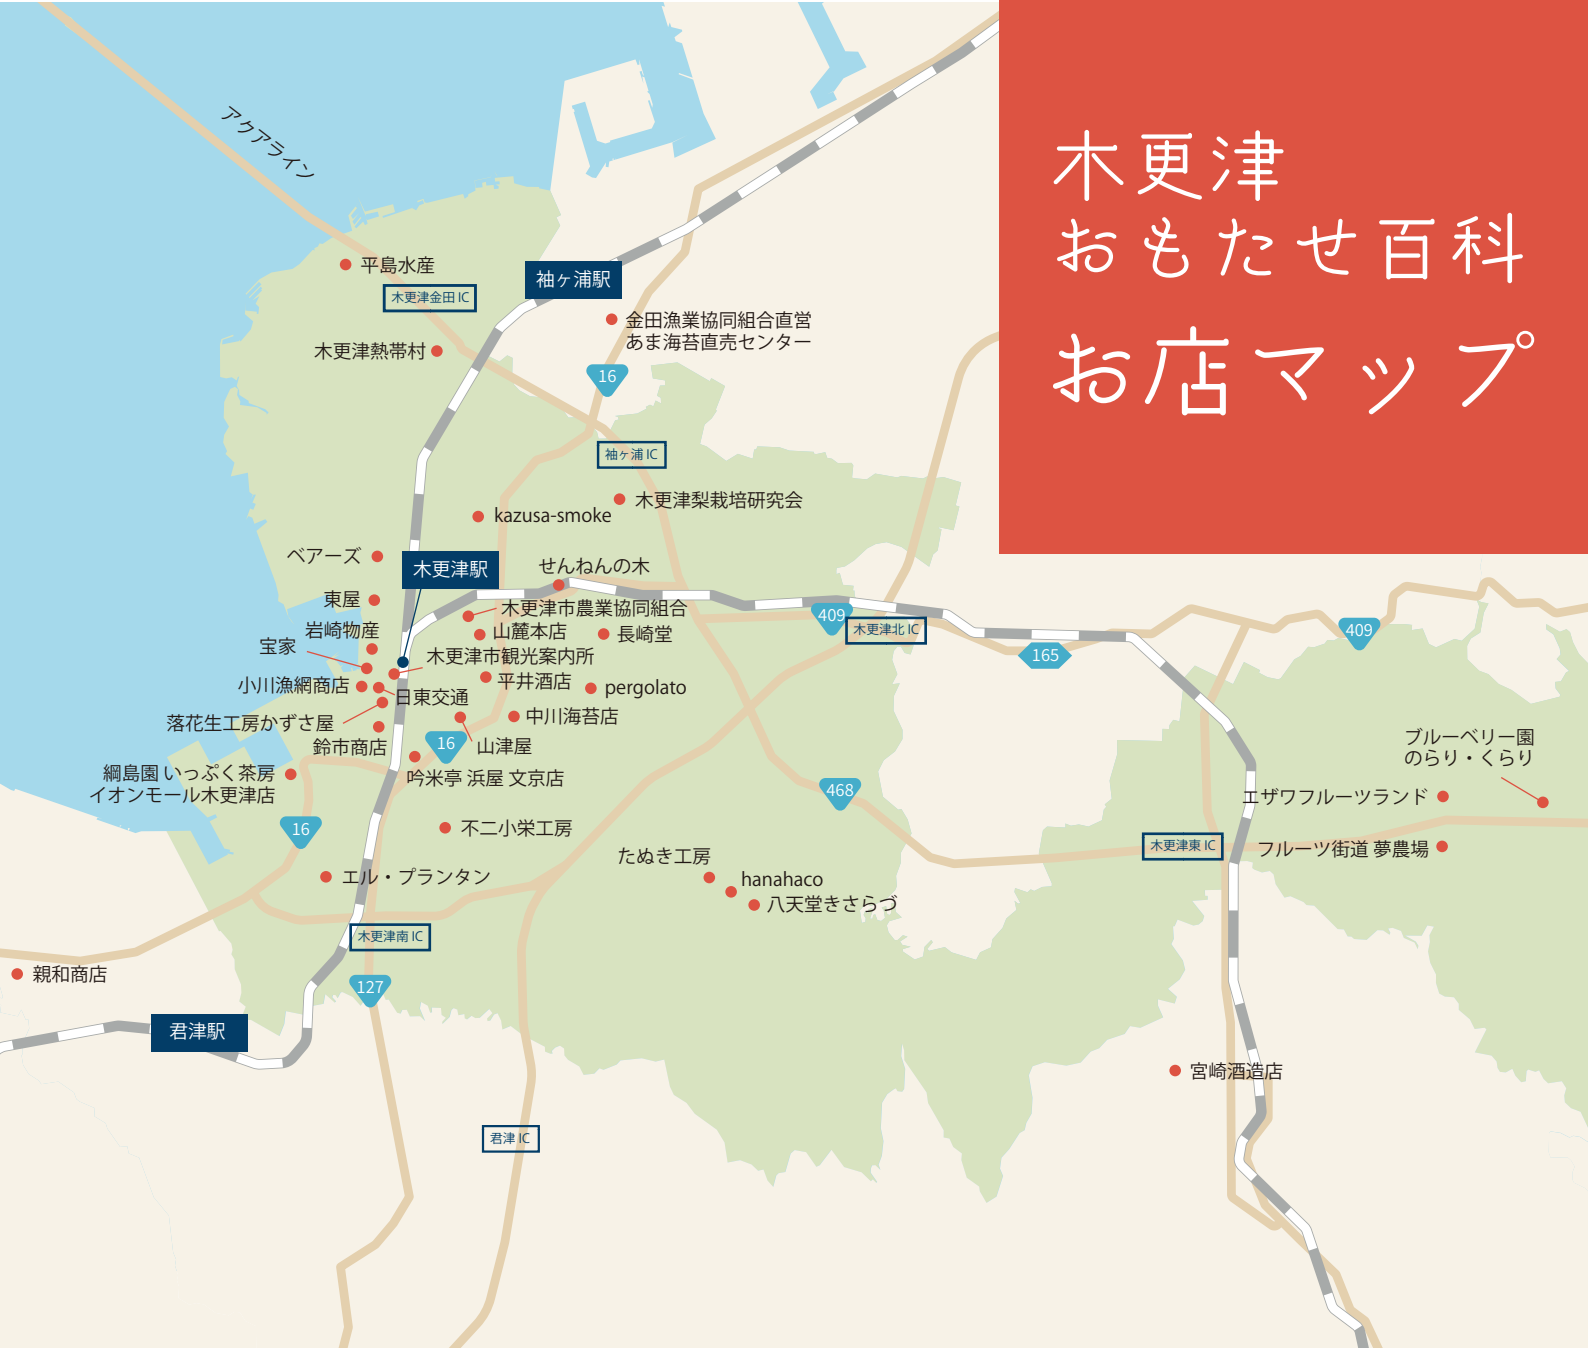 木更津
おもたせ百科
お店マップ
アクアライン
平島水産
木更津金田 IC
袖ヶ浦駅
金田漁業協同組合直営
あま海苔直売センター
木更津熱帯村
16
袖ヶ浦 IC
木更津梨栽培研究会
kazusa-smoke
ベアーズ
木更津駅
せんねんの木
東屋
木更津市農業協同組合
409
木更津北 IC
409
岩崎物産
山麓本店
長崎堂
宝家
木更津市観光案内所
165
小川漁網商店
日東交通
平井酒店
pergolato
落花生工房かずさ屋
中川海苔店
鈴市商店
16
山津屋
ブルーベリー園
のらり・くらり
綱島園 いっぷく茶房
イオンモール木更津店
吟米亭 浜屋 文京店
468
エザワフルーツランド
16
不二小栄工房
木更津東 IC
フルーツ街道 夢農場
たぬき工房
エル・プランタン
hanahaco
八天堂きさらづ
木更津南 IC
親和商店
127
君津駅
宮崎酒造店
君津 IC